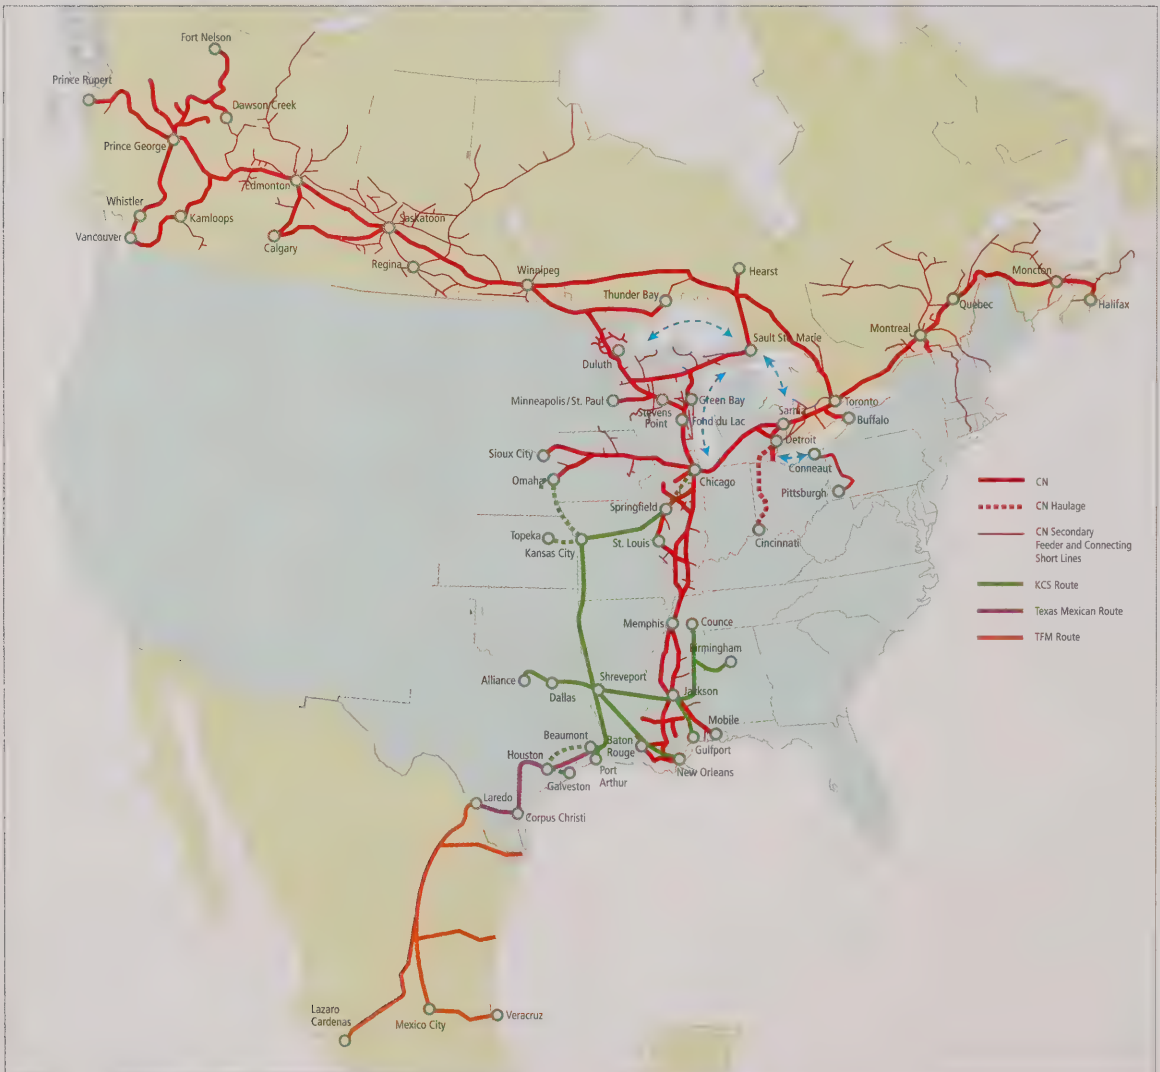 Fort Nelson
Prince Rupert
Dawson Creek
Prince George
Edmonton
Whistler
Kamloops
Vancouver
Calgary
Saskatoon
Regina
Winnipeg
Hearst
Thunder Bay
Moncton
Quebec
Halifax
Montreal
Sault Ste. Marie
Duluth
Minneapolis/St. Paul
Stevens
Point
Green Bay
Fond du Lac
Sarnia
Toronto
Buffalo
Detroit
Conneaut
Pittsburgh
Sioux City
Omaha
Chicago
Springfield
Topeka
Kansas City
St. Louis
Cincinnati
CN
CN Haulage
CN Secondary
Feeder and Connecting
Short Lines
KCS Route
Texas Mexican Route
TFM Route
Memphis
Counce
Birmingham
Alliance
Dallas
Shreveport
Jackson
Mobile
Beaumont
Baton
Rouge
Gulfport
Houston
Port
Arthur
New Orleans
Galveston
Laredo
Corpus Christi
Lazaro
Cardenas
Mexico City
Veracruz